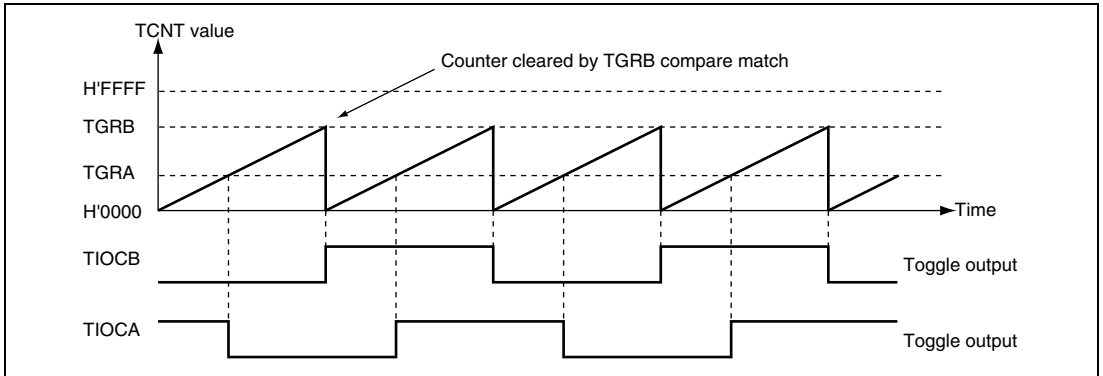 TCNT value
Counter cleared by TGRB compare match
H'FFFF
TGRB
TGRA
H'0000
Time
TIOCB
Toggle output
TIOCA
Toggle output